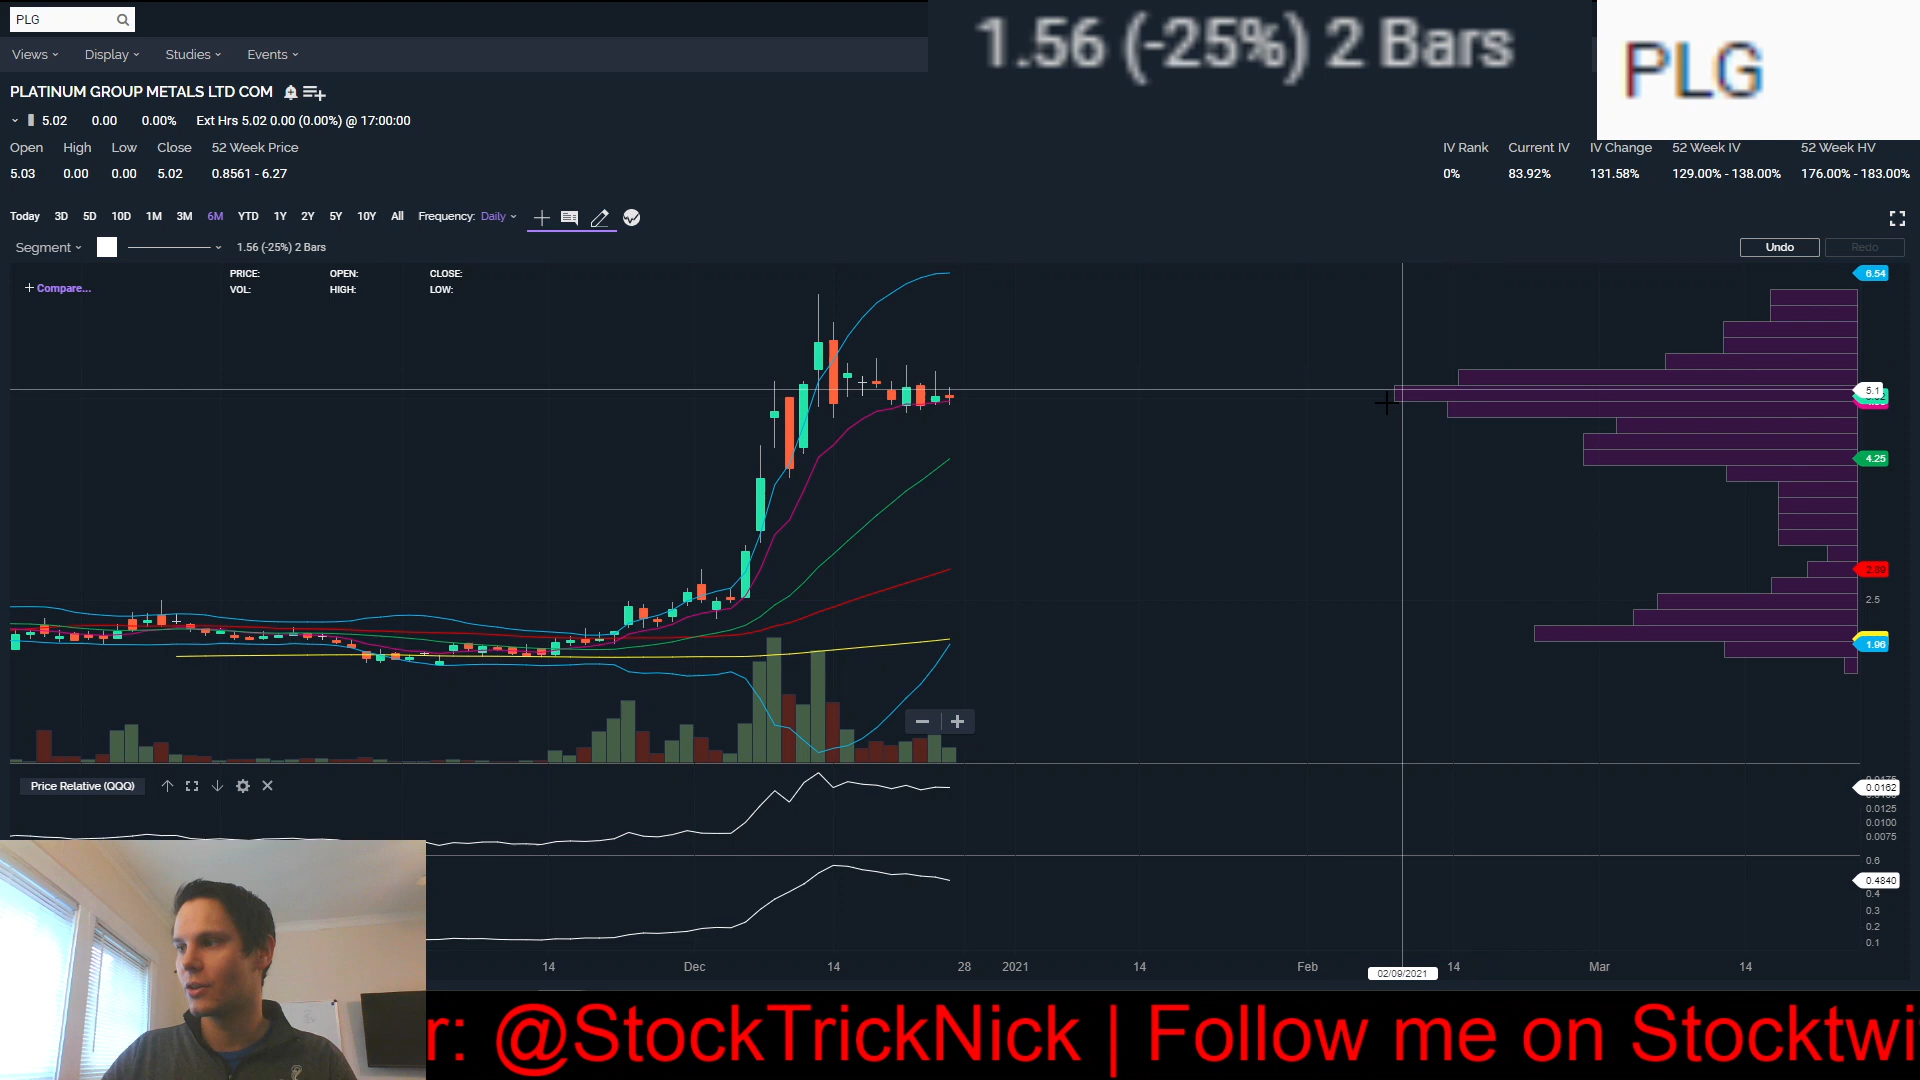 PLG
1.56 (-25%) 2 Bars
PLG
Views Display Studies Events
PLATINUM GROUP METALS LTD COM
5.02 0.00 0.00% Ext Hrs 5.02 0.00 (0.00%) @ 17:00:00
Open High Low Close 52 Week Price
IV Rank Current IV IV Change 52 Week IV 52 Week HV
5.03 0.00 0.00 5.02 0.8561 - 6.27
0% 83.92% 131.58% 129.00% - 138.00% 176.00% - 183.00%
Today 3D 5D 10D 1M 3M 6M YTD 1Y 2Y 5Y 10Y All Frequency: Daily
Segment 1.56 (-25%) 2 Bars
Undo Redo
PRICE: OPEN: CLOSE:
+ Compare...
VOL: HIGH: LOW:
6.54
5.1
4.25
2.89
2.5
1.96
Price Relative (QQQ)
0.0162
0.0125
0.0100
0.0075
0.6
0.4840
0.4
0.3
0.2
0.1
14 Dec 14 28 2021 14 Feb 14 Mar 14
02/09/2021
r: @StockTrickNick | Follow me on Stocktwi